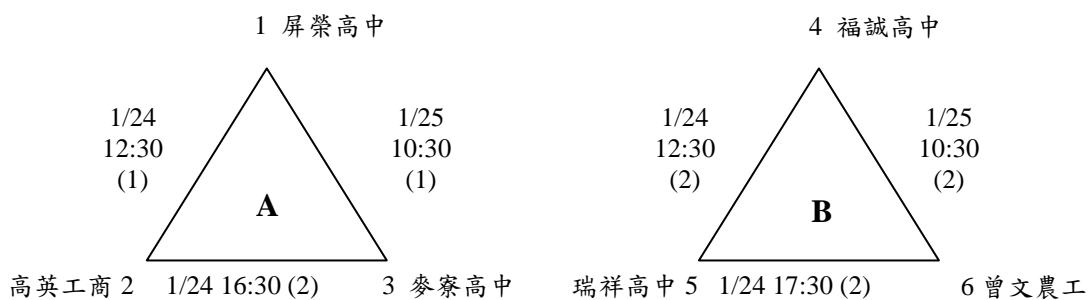 1 屏榮高中
4 福誠高中
1/24
12:30
(1)
1/25
10:30
(1)
1/24
12:30
(2)
1/25
10:30
(2)
A
B
高英工商 2
1/24 16:30 (2)
3 麥寮高中
瑞祥高中 5
1/24 17:30 (2)
6 曾文農工